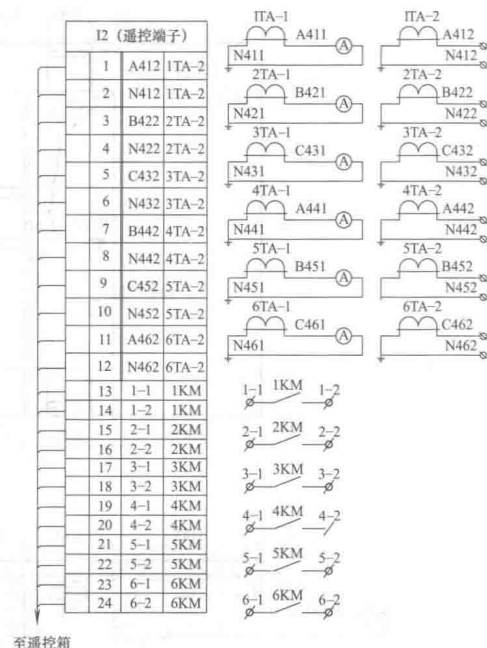 I2（遥控端子）
1 A412 1TA-2
2 N412 1TA-2
3 B422 2TA-2
4 N422 2TA-2
5 C432 3TA-2
6 N432 3TA-2
7 B442 4TA-2
8 N442 4TA-2
9 C452 5TA-2
10 N452 5TA-2
11 A462 6TA-2
12 N462 6TA-2
13 1-1 1KM
14 1-2 1KM
15 2-1 2KM
16 2-2 2KM
17 3-1 3KM
18 3-2 3KM
19 4-1 4KM
20 4-2 4KM
21 5-1 5KM
22 5-2 5KM
23 6-1 6KM
24 6-2 6KM
至遥控箱
1TA-1
A411
A
N411
2TA-1
B421
A
N421
3TA-1
C431
A
N431
4TA-1
A441
A
N441
5TA-1
B451
A
N451
6TA-1
C461
A
N461
1TA-2
A412
N412
2TA-2
B422
N422
3TA-2
C432
N432
4TA-2
A442
N442
5TA-2
B452
N452
6TA-2
C462
N462
1-1 1KM 1-2
2-1 2KM 2-2
3-1 3KM 3-2
4-1 4KM 4-2
5-1 5KM 5-2
6-1 6KM 6-2